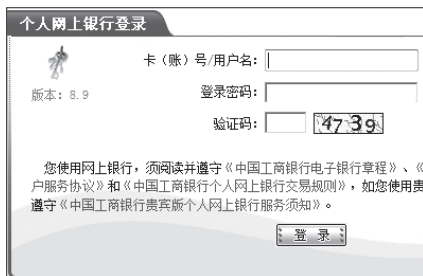 个人网上银行登录
卡（账）号/用户名：
版本：8.9
登录密码：
验证码：
4739
您使用网上银行，须阅读并遵守《中国工商银行电子银行章程》、《
户服务协议》和《中国工商银行个人网上银行交易规则》，如您使用贵
遵守《中国工商银行贵宾版个人网上银行服务须知》。
登 录